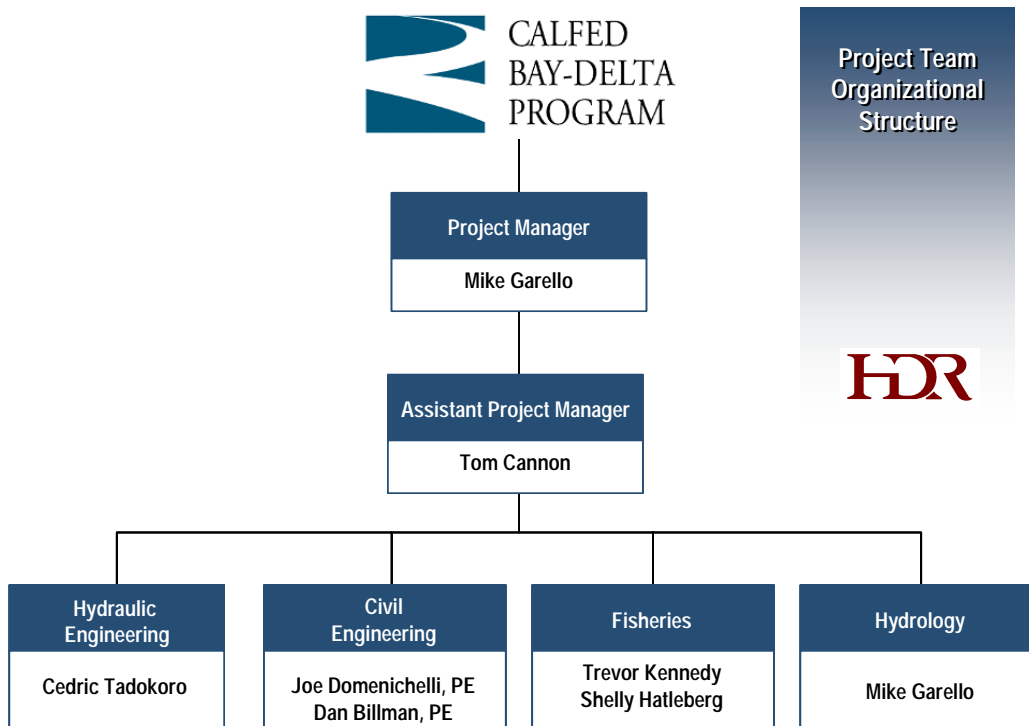 CALFED
BAY-DELTA
PROGRAM
Project Team
Organizational
Structure
HDR
Project Manager
Mike Garello
Assistant Project Manager
Tom Cannon
Hydraulic
Engineering
Cedric Tadokoro
Civil
Engineering
Joe Domenichelli, PE
Dan Billman, PE
Fisheries
Trevor Kennedy
Shelly Hatleberg
Hydrology
Mike Garello